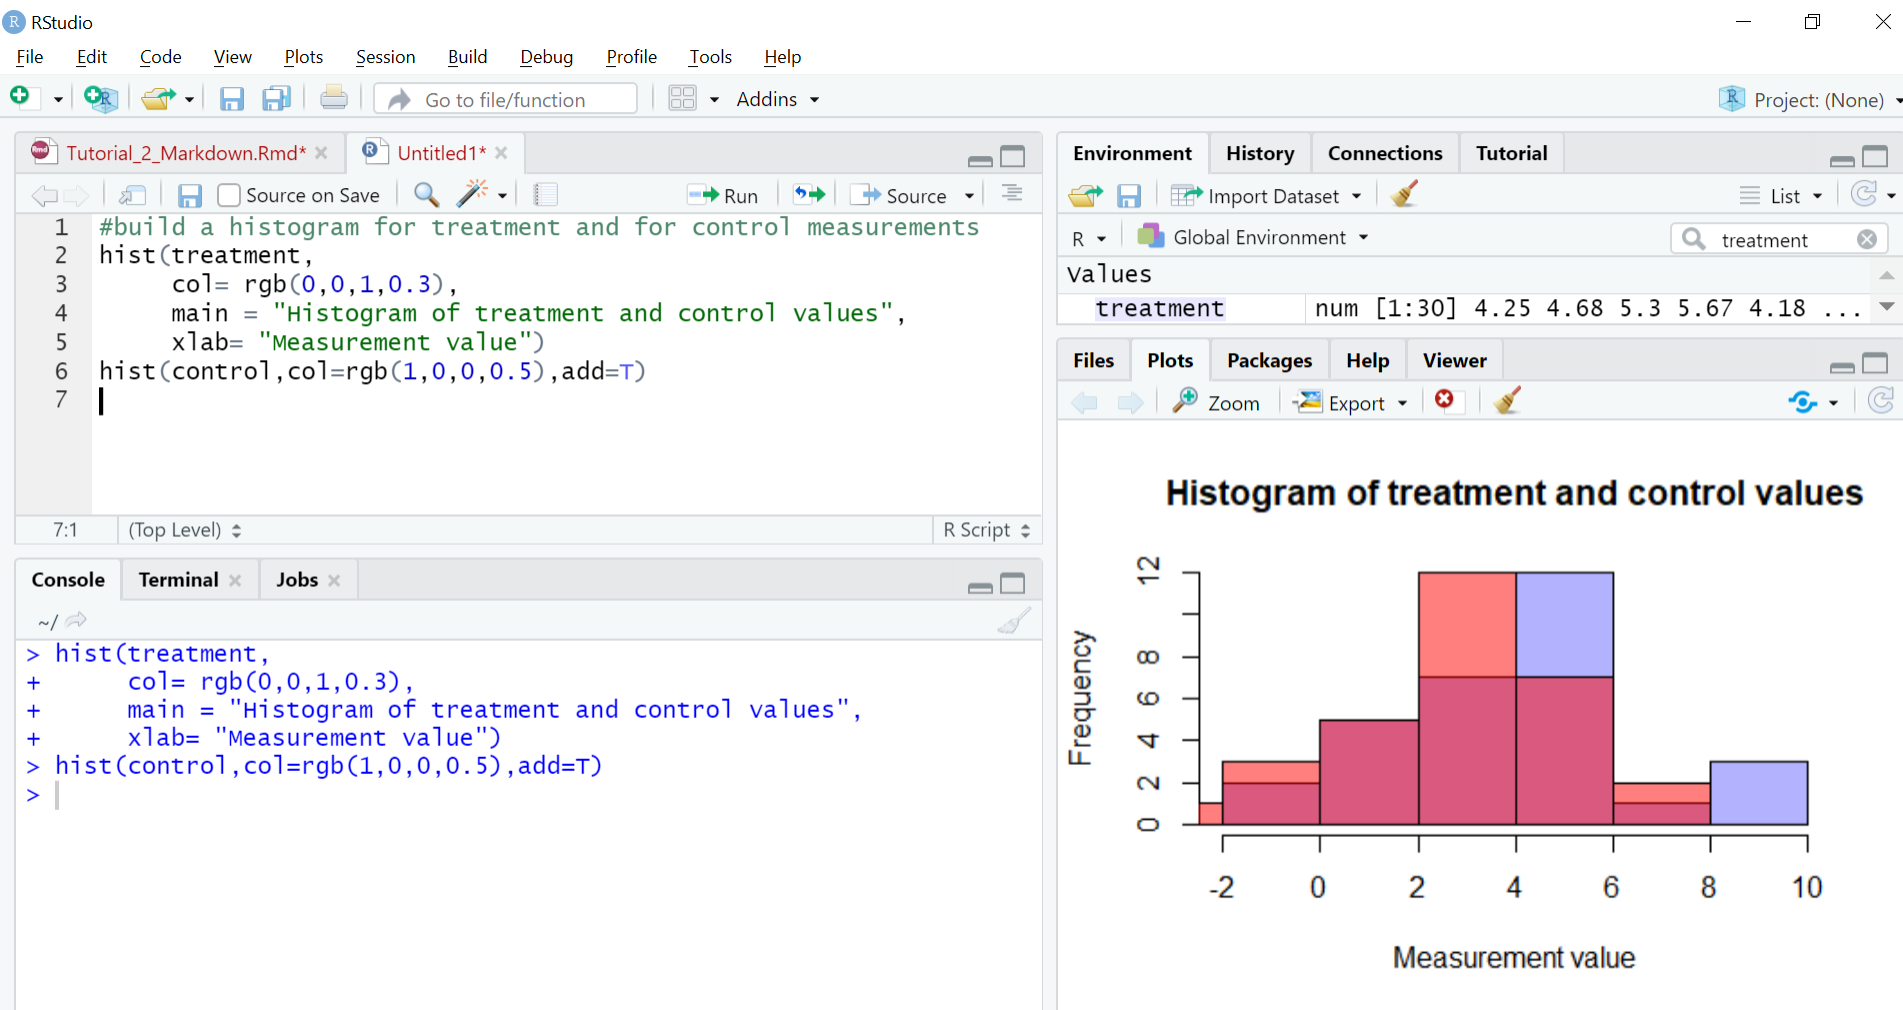 RStudio
File Edit Code View Plots Session Build Debug Profile Tools Help
Go to file/function Addins Project: (None)
Tutorial_2_Markdown.Rmd* Untitled1*
Source on Save Run Source
1 #build a histogram for treatment and for control measurements
2 hist(treatment,
3      col= rgb(0,0,1,0.3),
4      main = "Histogram of treatment and control values",
5      xlab= "Measurement value")
6 hist(control,col=rgb(1,0,0,0.5),add=T)
7
7:1 (Top Level) R Script
Console Terminal Jobs
~/
> hist(treatment,
+      col= rgb(0,0,1,0.3),
+      main = "Histogram of treatment and control values",
+      xlab= "Measurement value")
> hist(control,col=rgb(1,0,0,0.5),add=T)
>
Environment History Connections Tutorial
Import Dataset List
R Global Environment treatment
Values
treatment num [1:30] 4.25 4.68 5.3 5.67 4.18 ...
Files Plots Packages Help Viewer
Zoom Export
Histogram of treatment and control values
Frequency
12
8
6
4
2
0
-2 0 2 4 6 8 10
Measurement value